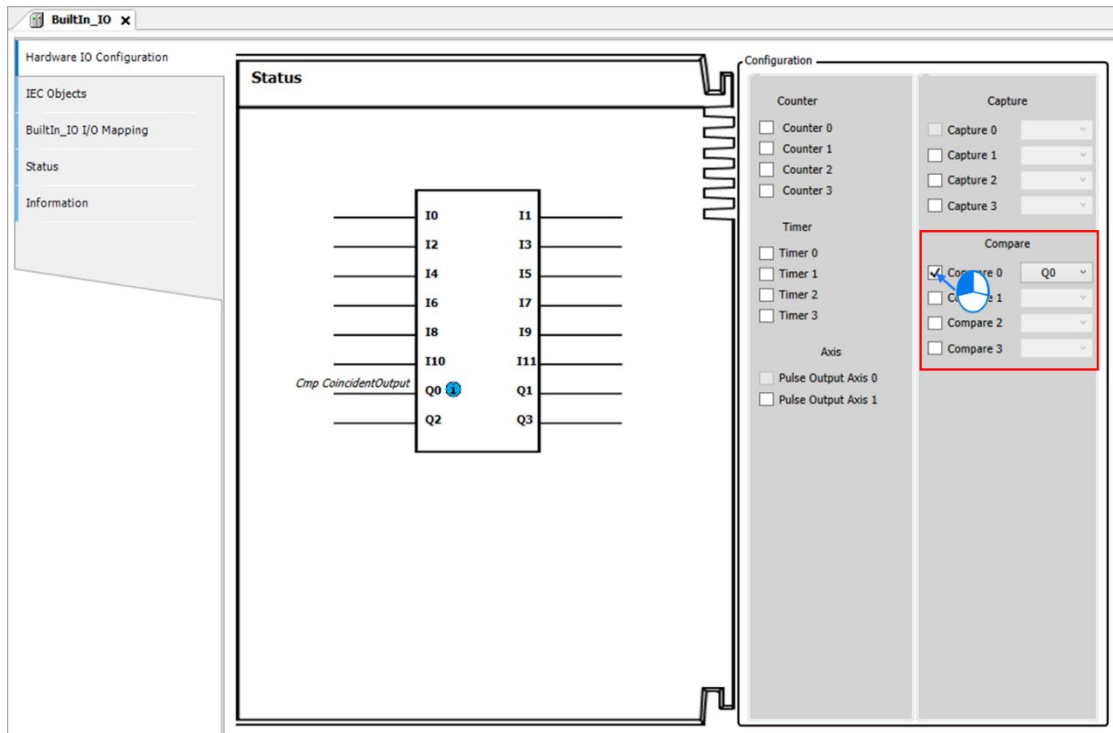 BuiltIn_IO x
Hardware IO Configuration
IEC Objects
BuiltIn_IO I/O Mapping
Status
Information
Status
I0 I1
I2 I3
I4 I5
I6 I7
I8 I9
I10 I11
Cmp CoincidentOutput Q0 1 Q1
Q2 Q3
Configuration
Counter
Counter 0
Counter 1
Counter 2
Counter 3
Timer
Timer 0
Timer 1
Timer 2
Timer 3
Axis
Pulse Output Axis 0
Pulse Output Axis 1
Capture
Capture 0
Capture 1
Capture 2
Capture 3
Compare
0 Q0
1
Compare 2
Compare 3